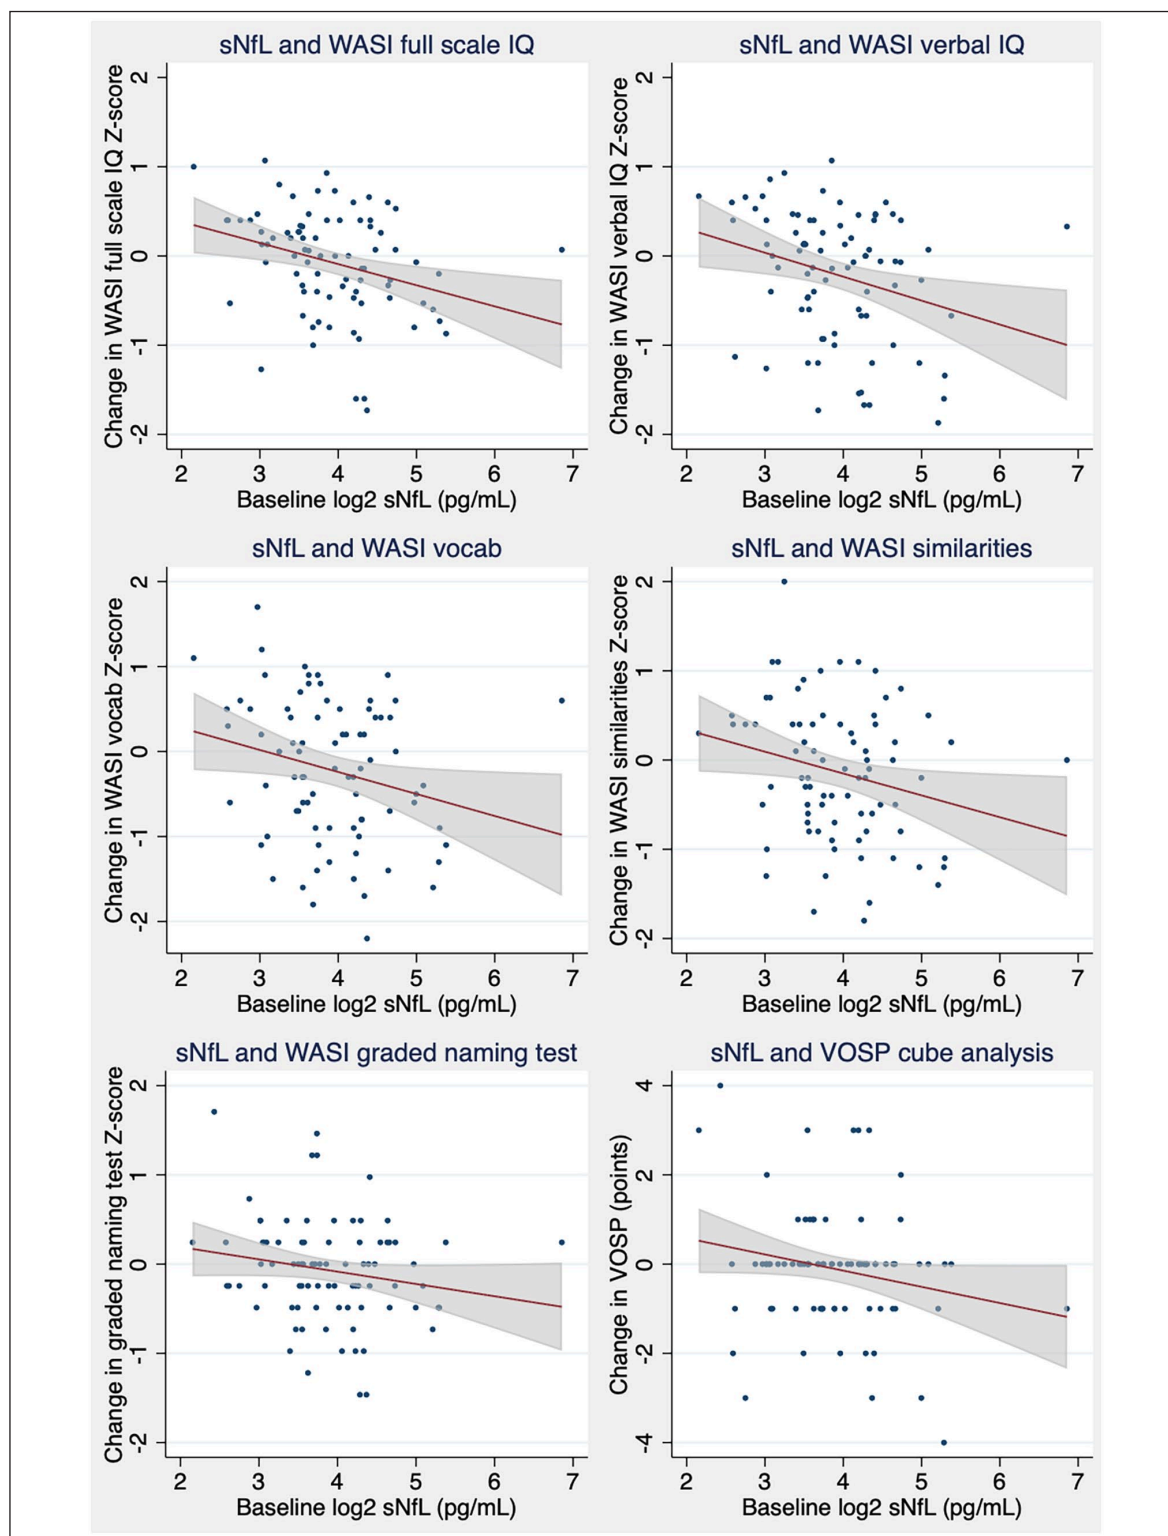 sNfL and WASI full scale IQ
Change in WASI full scale IQ Z-score
2
1
0
-1
-2
2 3 4 5 6 7
Baseline log2 sNfL (pg/mL)
sNfL and WASI verbal IQ
Change in WASI verbal IQ Z-score
2
1
0
-1
-2
2 3 4 5 6 7
Baseline log2 sNfL (pg/mL)
sNfL and WASI vocab
Change in WASI vocab Z-score
2
1
0
-1
-2
2 3 4 5 6 7
Baseline log2 sNfL (pg/mL)
sNfL and WASI similarities
Change in WASI similarities Z-score
2
1
0
-1
-2
2 3 4 5 6 7
Baseline log2 sNfL (pg/mL)
sNfL and WASI graded naming test
Change in graded naming test Z-score
2
1
0
-1
-2
2 3 4 5 6 7
Baseline log2 sNfL (pg/mL)
sNfL and VOSP cube analysis
Change in VOSP (points)
4
2
0
-2
-4
2 3 4 5 6 7
Baseline log2 sNfL (pg/mL)